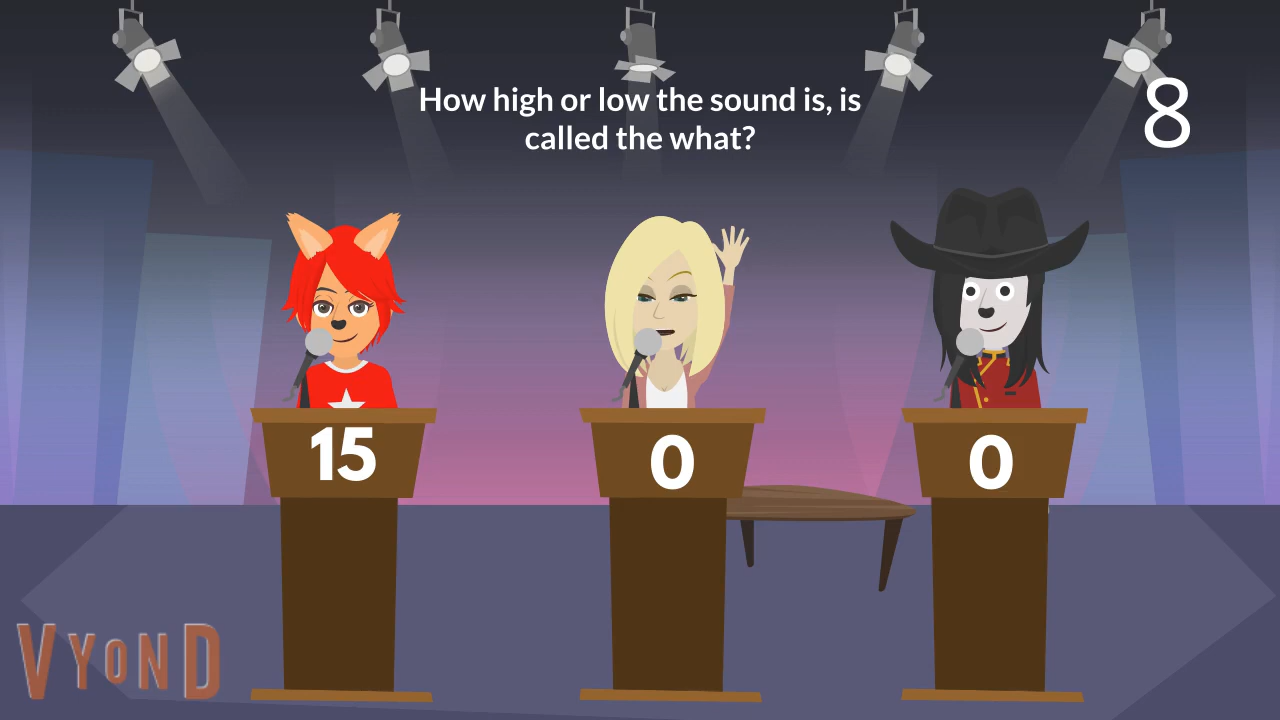 How high or low the sound is, is
called the what?
8
15
0
0
VYOND